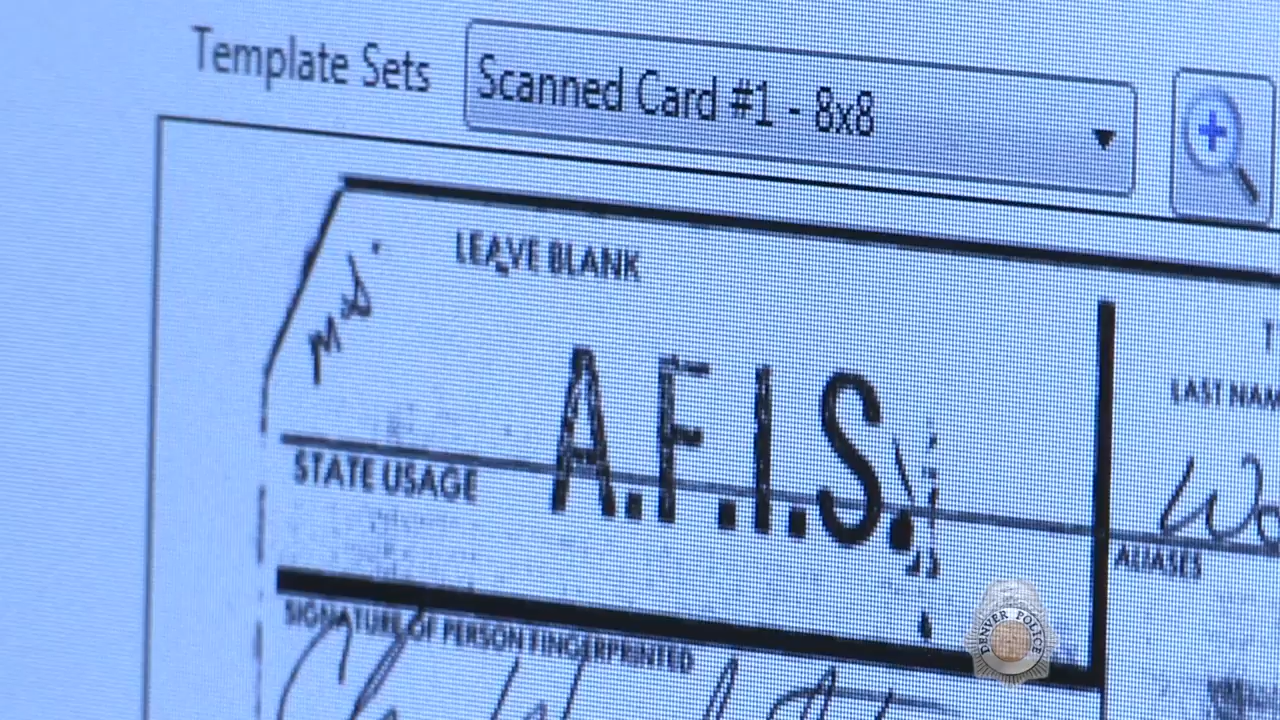 Template Sets Scanned Card #1 - 8x8
LEAVE BLANK
A.F.I.S.
LAST NAM
STATE USAGE
ALIASES
SIGNATURE OF PERSON FINGERPRINTED
DENVER POLICE